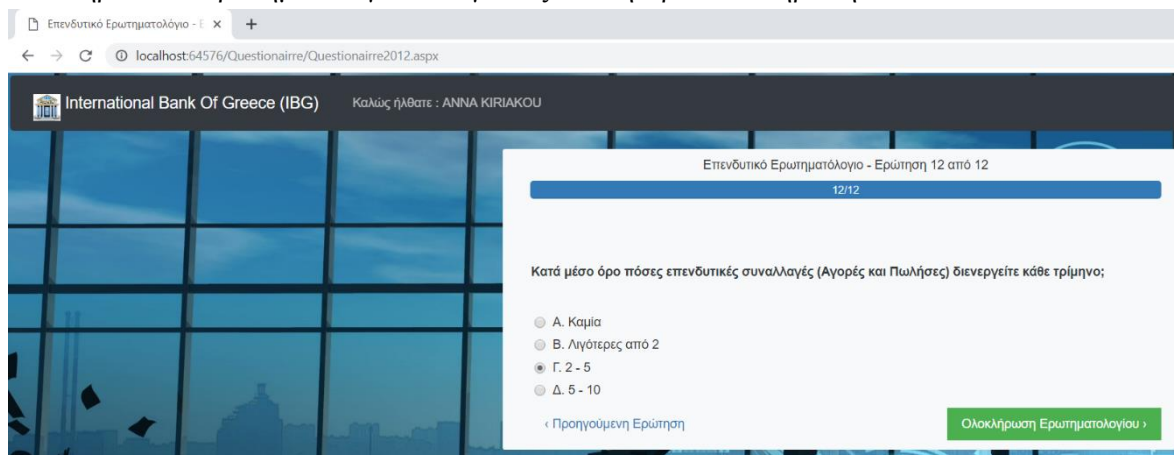 Επενδυτικό Ερωτηματολόγιο - Ε
localhost:64576/Questionairre/Questionairre2012.aspx
International Bank Of Greece (IBG) Καλώς ήλθατε : ANNA KIRIAKOU
Επενδυτικό Ερωτηματόλογιο - Ερώτηση 12 από 12
12/12
Κατά μέσο όρο πόσες επενδυτικές συναλλαγές (Αγορές και Πωλήσες) διενεργείτε κάθε τρίμηνο;
Α. Καμία
Β. Λιγότερες από 2
Γ. 2 - 5
Δ. 5 - 10
‹ Προηγούμενη Ερώτηση Ολοκλήρωση Ερωτηματολογίου ›